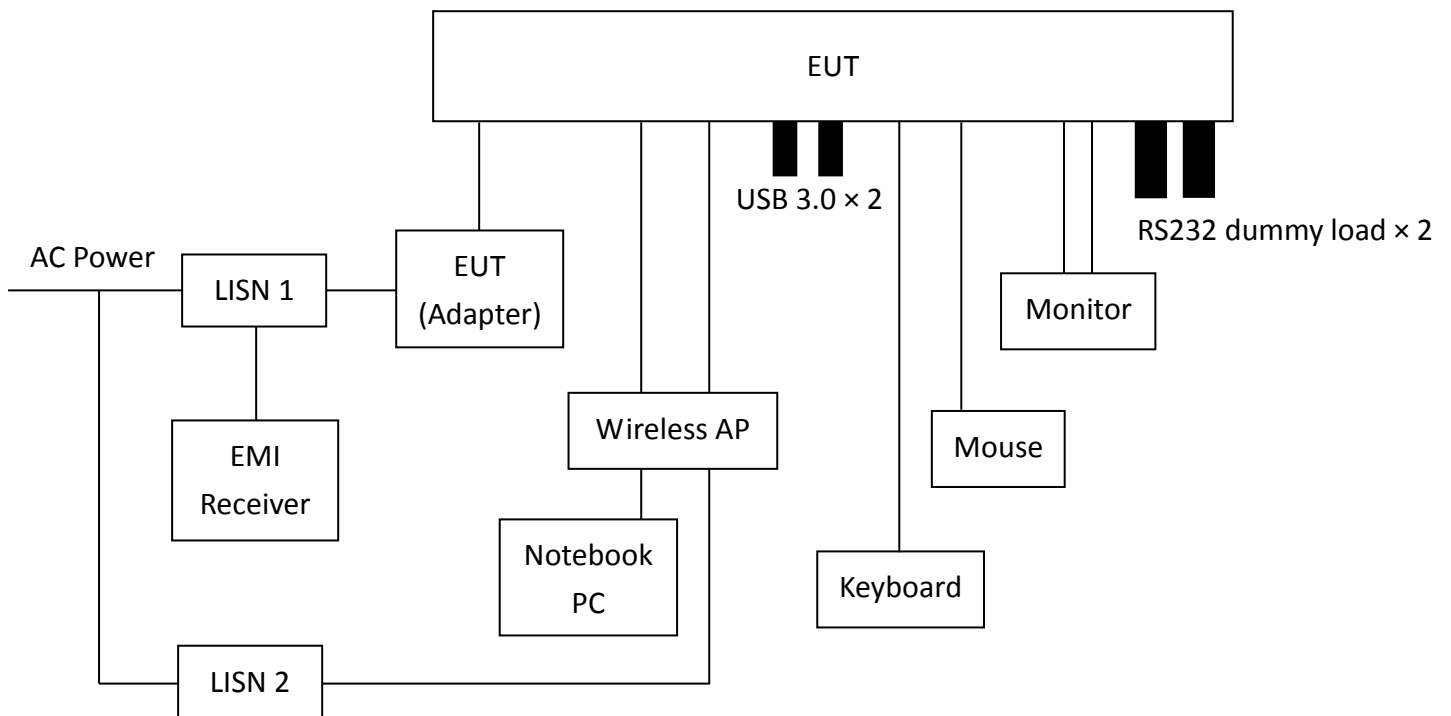 EUT
USB 3.0 × 2
RS232 dummy load × 2
AC Power
LISN 1
EUT
(Adapter)
Monitor
Wireless AP
Mouse
EMI
Receiver
Notebook
PC
Keyboard
LISN 2